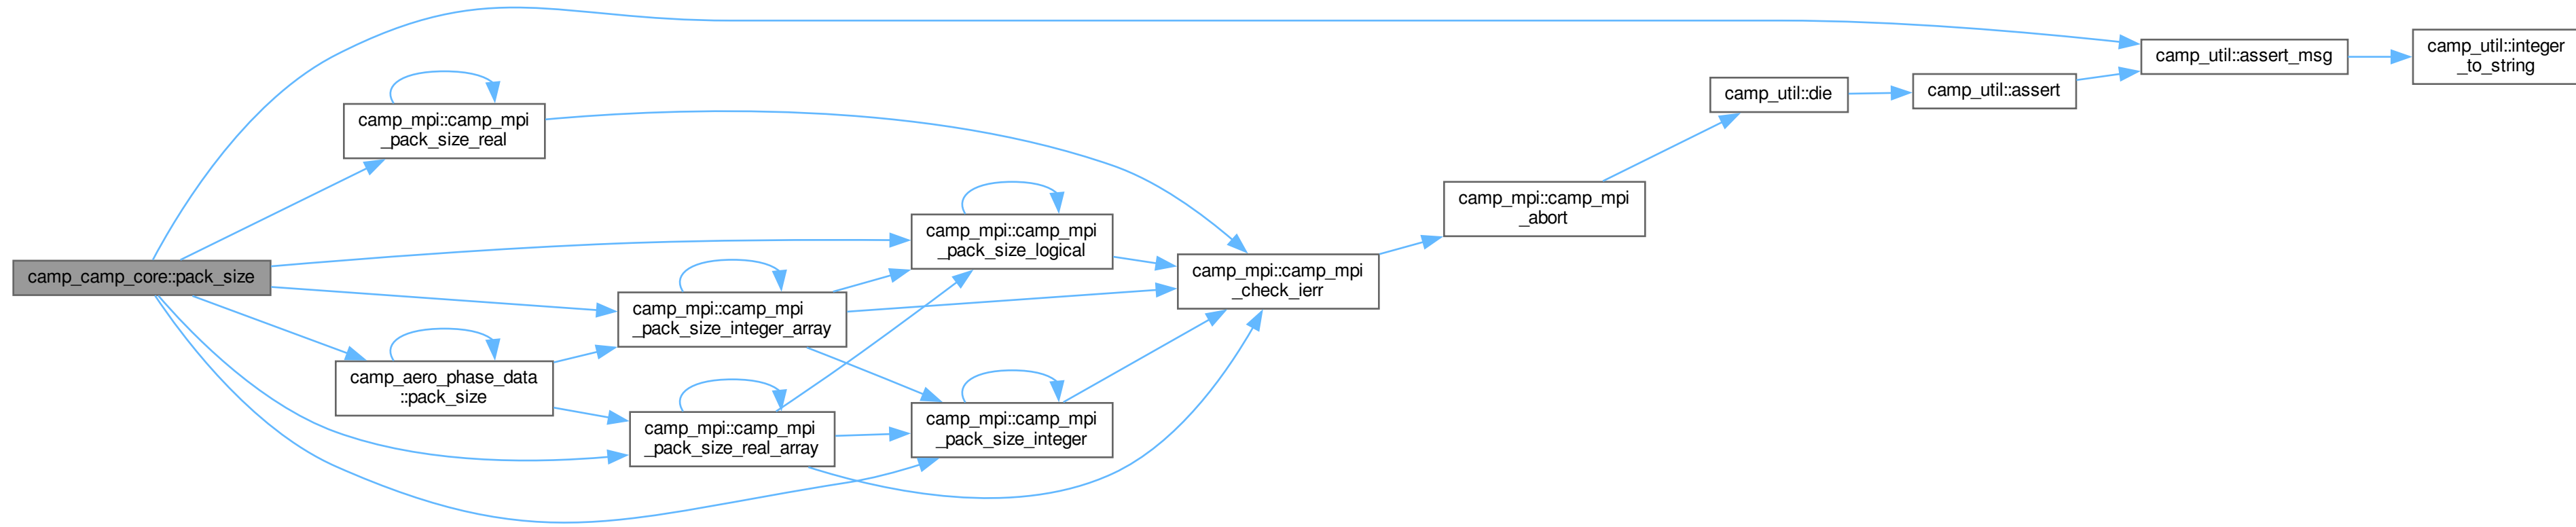 camp_camp_core::pack_size
camp_mpi::camp_mpi
_pack_size_real
camp_aero_phase_data
::pack_size
camp_mpi::camp_mpi
_pack_size_integer_array
camp_mpi::camp_mpi
_pack_size_real_array
camp_mpi::camp_mpi
_pack_size_logical
camp_mpi::camp_mpi
_pack_size_integer
camp_mpi::camp_mpi
_check_ierr
camp_mpi::camp_mpi
_abort
camp_util::die
camp_util::assert
camp_util::assert_msg
camp_util::integer
_to_string